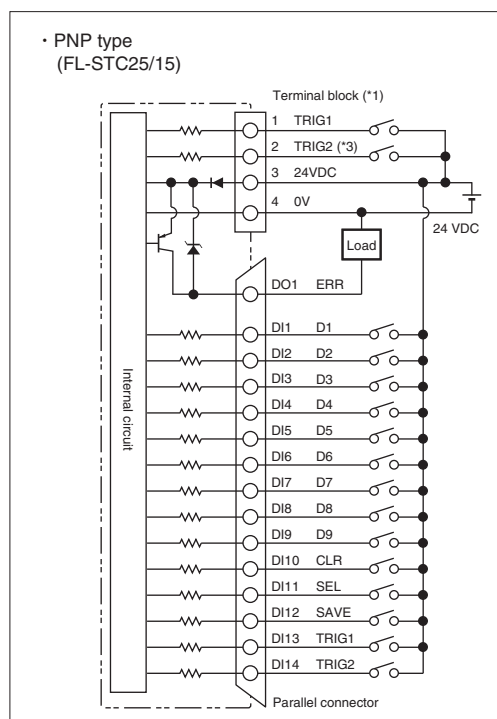 ・PNP type
(FL-STC25/15)
Terminal block (*1)
1 TRIG1
2 TRIG2 (*3)
3 24VDC
4 0V
24 VDC
Load
DO1 ERR
DI1 D1
DI2 D2
DI3 D3
DI4 D4
DI5 D5
DI6 D6
DI7 D7
DI8 D8
DI9 D9
DI10 CLR
DI11 SEL
DI12 SAVE
DI13 TRIG1
DI14 TRIG2
Internal circuit
Parallel connector